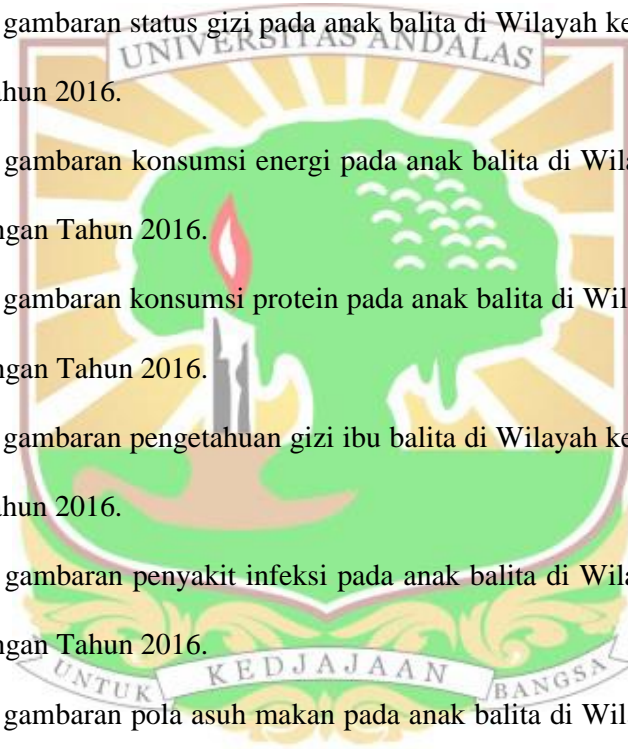 gambaran status gizi pada anak balita di Wilayah ke
UNIVERSITAS ANDALAS
ahun 2016.
gambaran konsumsi energi pada anak balita di Wila
ngan Tahun 2016.
gambaran konsumsi protein pada anak balita di Wil
ngan Tahun 2016.
gambaran pengetahuan gizi ibu balita di Wilayah ke
ahun 2016.
gambaran penyakit infeksi pada anak balita di Wila
ngan Tahun 2016.
UNTUK KEDJAJAAN BANGSA
gambaran pola asuh makan pada anak balita di Wila